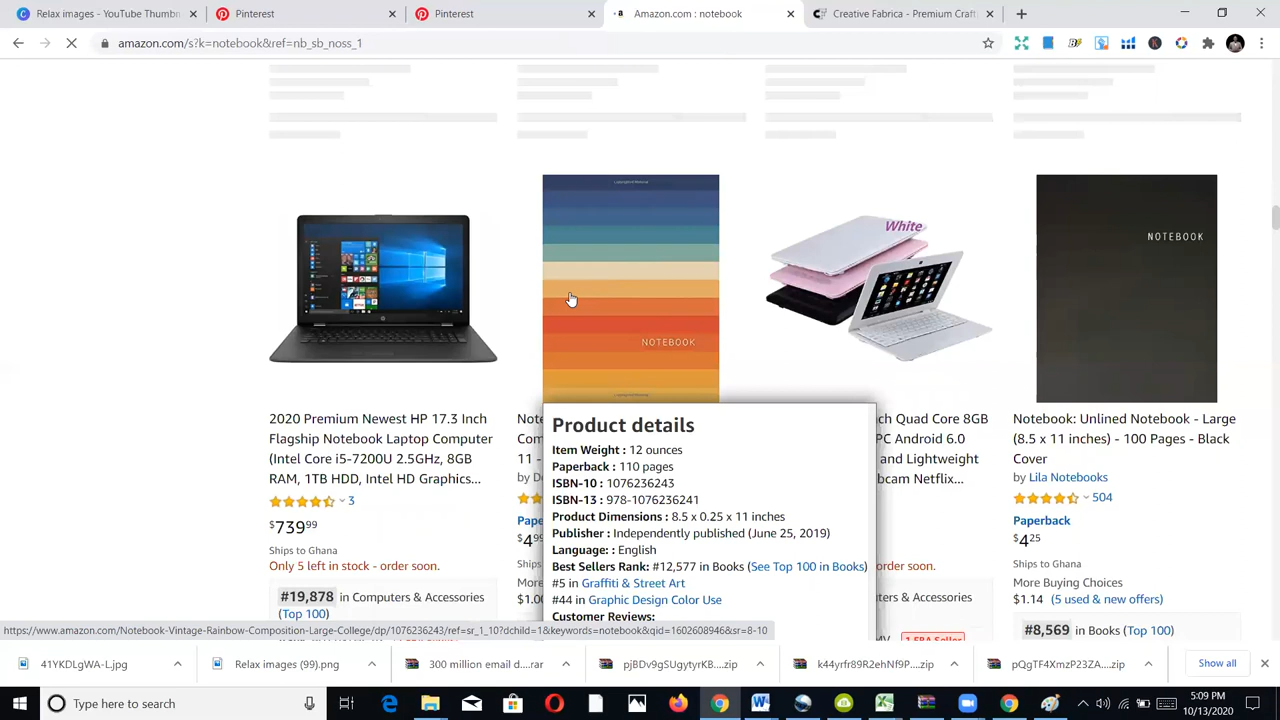 Relax images - YouTube Thumbn
Pinterest
Pinterest
Amazon.com : notebook
Creative Fabrica - Premium Craft
amazon.com/s?k=notebook&ref=nb_sb_noss_1
White
NOTEBOOK
NOTEBOOK
2020 Premium Newest HP 17.3 Inch
Flagship Notebook Laptop Computer
(Intel Core i5-7200U 2.5GHz, 8GB
RAM, 1TB HDD, Intel HD Graphics...
3
$739.99
Ships to Ghana
Only 5 left in stock - order soon.
#19,878 in Computers & Accessories
(Top 100)
Product details
Item Weight : 12 ounces
Paperback : 110 pages
ISBN-10 : 1076236243
ISBN-13 : 978-1076236241
Product Dimensions : 8.5 x 0.25 x 11 inches
Publisher : Independently published (June 25, 2019)
Language: : English
Best Sellers Rank: #12,577 in Books (See Top 100 in Books)
#5 in Graffiti & Street Art
#44 in Graphic Design Color Use
Customer Reviews:
ch Quad Core 8GB
PC Android 6.0
and Lightweight
bcam Netflix...
order soon.
uters & Accessories
Notebook: Unlined Notebook - Large
(8.5 x 11 inches) - 100 Pages - Black
Cover
by Lila Notebooks
504
Paperback
$4.25
Ships to Ghana
More Buying Choices
$1.14 (5 used & new offers)
#8,569 in Books (Top 100)
https://www.amazon.com/Notebook-Vintage-Rainbow-Composition-Large-College/dp/1076236243/ref=sr_1_10?dchild=1&keywords=notebook&qid=1602608946&sr=8-10
41YKDLgWA-L.jpg
Relax images (99).png
300 million email d....rar
pjBDv9gSUgytyrKB....zip
k44yrfr89R2ehNf9P....zip
pQgTF4XmzP23ZA....zip
Show all
Type here to search
5:09 PM
10/13/2020